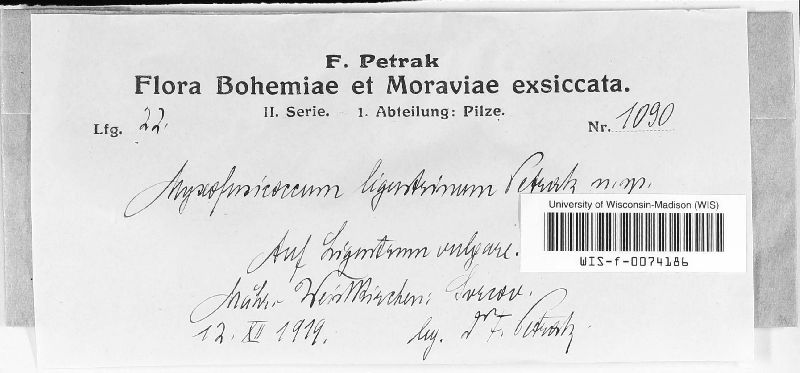 F. Petrak
Flora Bohemiae et Moraviae exsiccata.
II. Serie. - 1. Abteilung: Pilze.
Lfg. 22. Nr. 1090
Myxofusicoccum ligustrinum Petrak n. sp.
University of Wisconsin-Madison (WIS)
WIS-f-0074186
Auf Ligustrum vulgare.
Mähr. Weißkirchen:
12. XII 1919. leg. Dr F. Petrak.